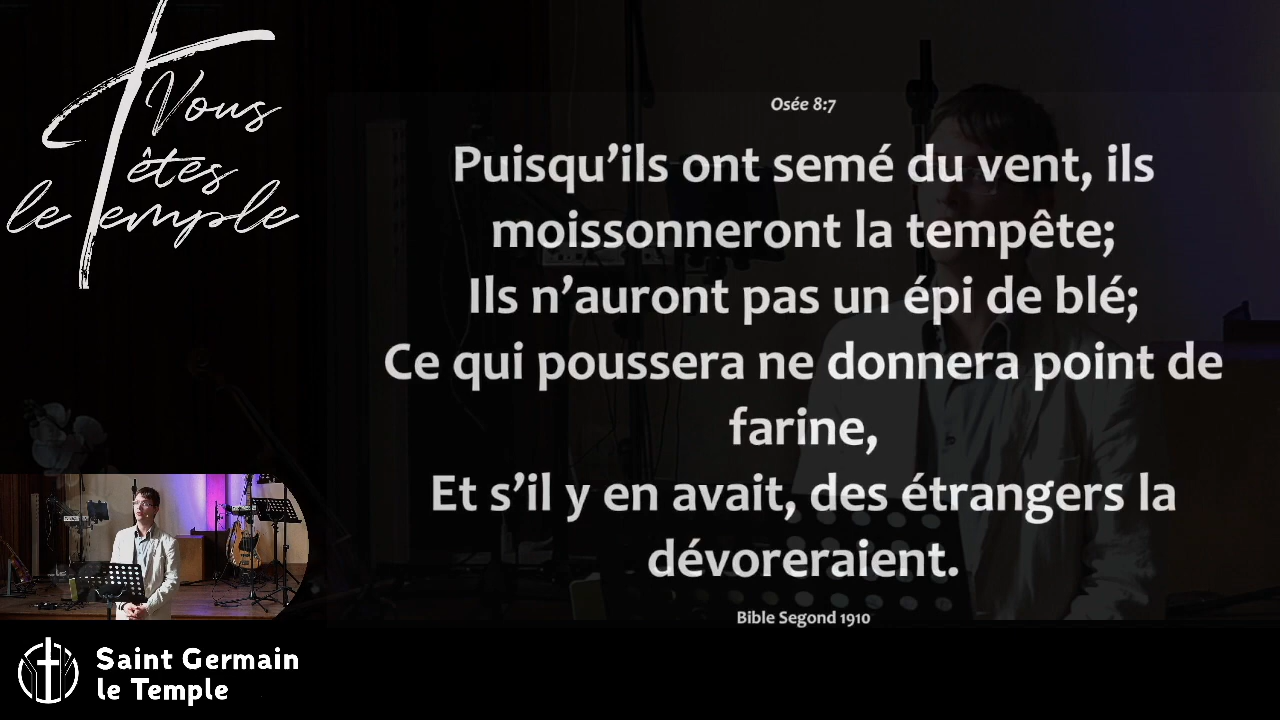 Vous
êtes
le Temple
Osée 8:7
Puisqu’ils ont semé du vent, ils
moissonneront la tempête;
Ils n’auront pas un épi de blé;
Ce qui poussera ne donnera point de
farine,
Et s’il y en avait, des étrangers la
dévoreraient.
Bible Segond 1910
Saint Germain
le Temple